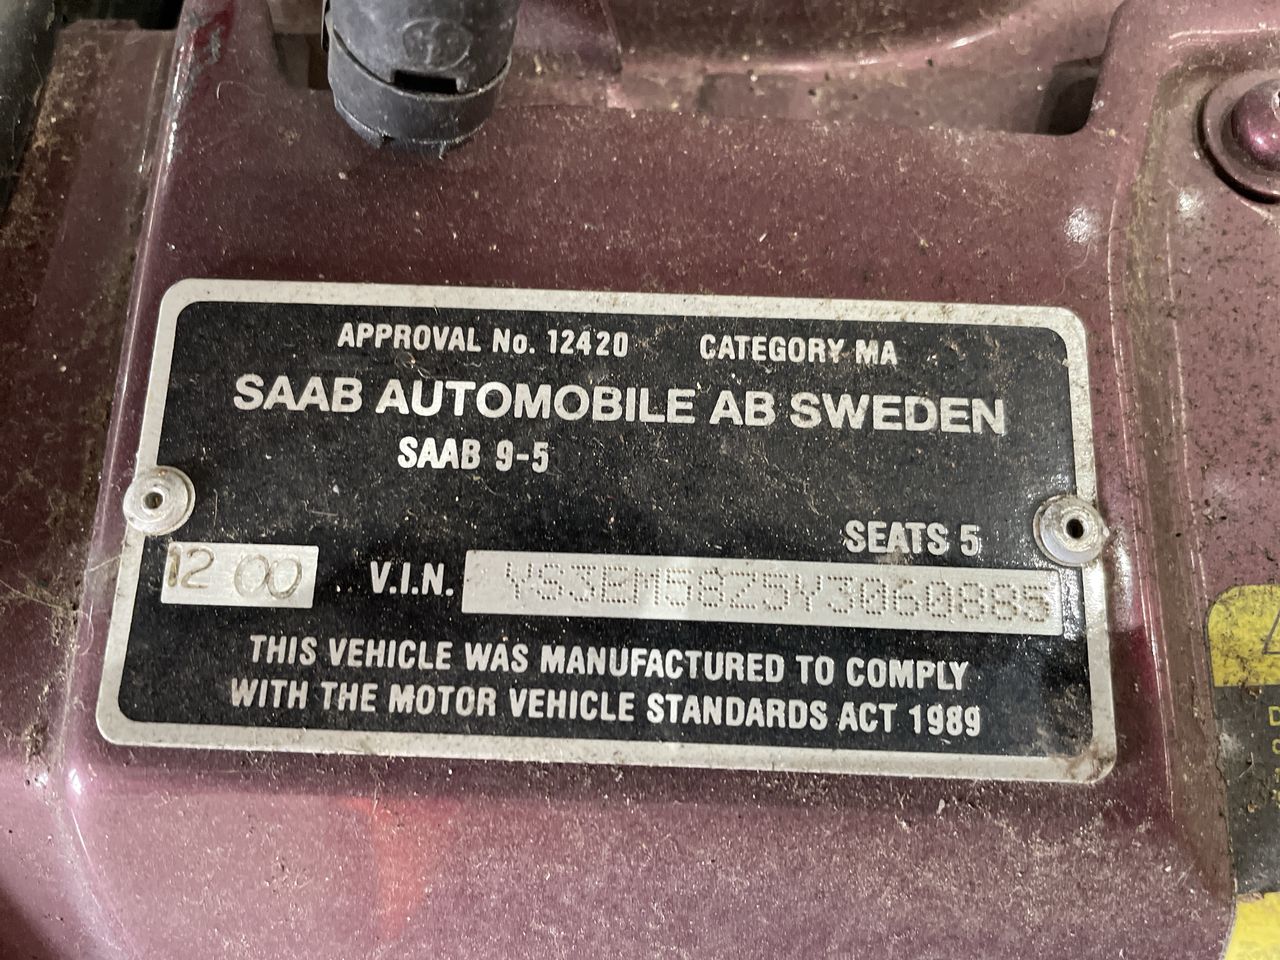 APPROVAL No. 12420 CATEGORY MA
SAAB AUTOMOBILE AB SWEDEN
SAAB 9-5
SEATS 5
12 00 V.I.N. YS3EM58Z5Y3060885
THIS VEHICLE WAS MANUFACTURED TO COMPLY
WITH THE MOTOR VEHICLE STANDARDS ACT 1989